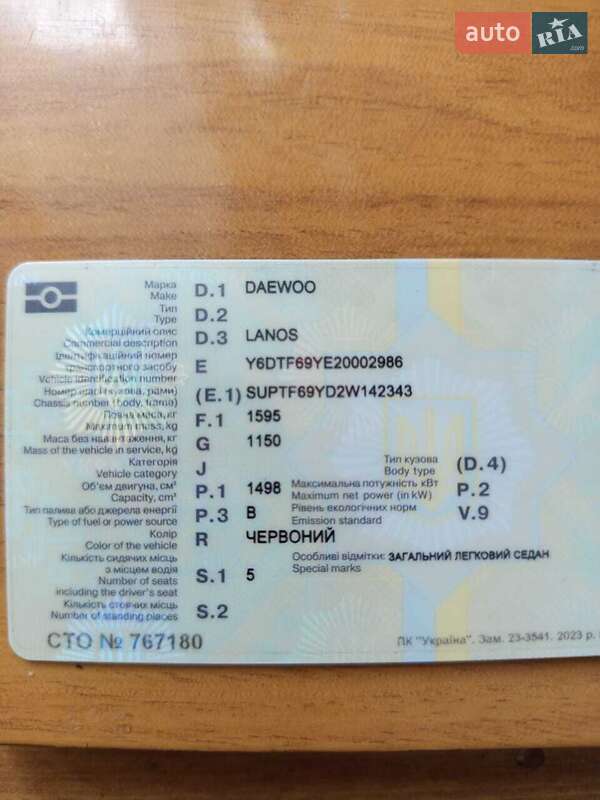 auto RIA .com
Марка D.1 DAEWOO
Make
Тип D.2
Type
Комерційний опис D.3 LANOS
Commercial description
Ідентифікаційний номер
транспортного засобу E Y6DTF69YE20002986
Vehicle identification number
Номер шасі (кузова, рами) (E.1) SUPTF69YD2W142343
Chassis number (body, frame)
Повна маса, кг F.1 1595
Maximum mass, kg
Маса без навантаження, кг G 1150
Mass of the vehicle in service, kg
Категорія J Тип кузова (D.4)
Vehicle category Body type
Об'єм двигуна, см³ P.1 1498 Максимальна потужність кВт P.2
Capacity, cm³ Maximum net power (in kW)
Тип палива або джерела енергії P.3 B Рівень екологічних норм V.9
Type of fuel or power source Emission standard
Колір R ЧЕРВОНИЙ
Color of the vehicle
Кількість сидячих місць Особливі відмітки: ЗАГАЛЬНИЙ ЛЕГКОВИЙ СЕДАН
з місцем водія S.1 5 Special marks
Number of seats
including the driver's seat
Кількість стоячих місць S.2
Number of standing places
СТО № 767180
ПК "Україна". Зам. 23-3541. 2023 р.